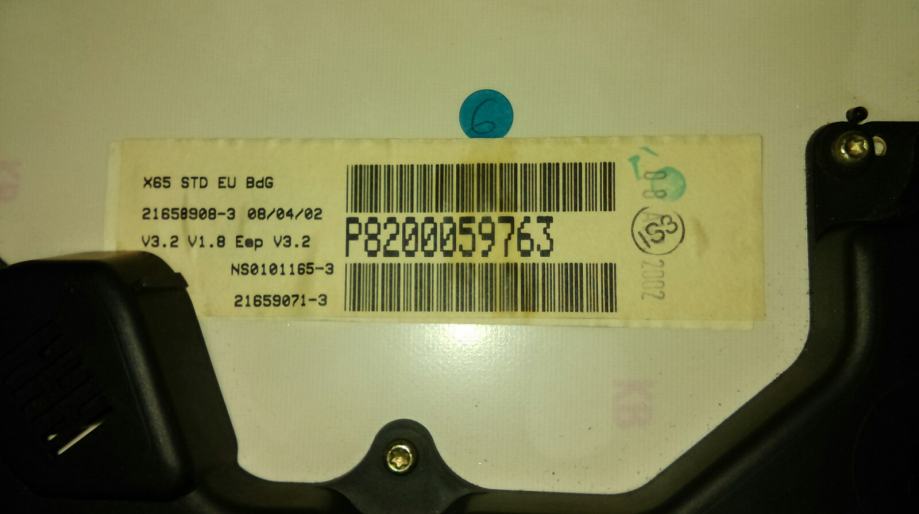 6
X65 STD EU BdG
21658908-3 08/04/02
V3.2 V1.8 Eep V3.2
P8200059763
NS0101165-3
21659071-3
2002
KB